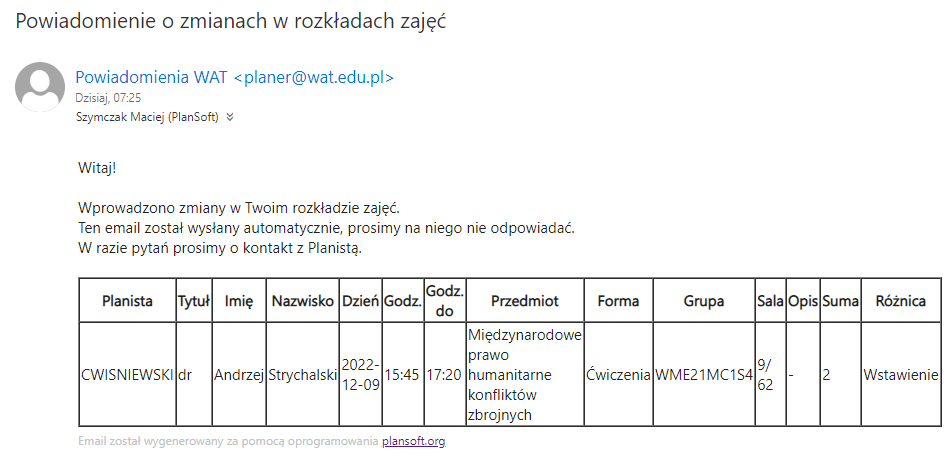 Powiadomienie o zmianach w rozkładach zajęć
Powiadomienia WAT <planer@wat.edu.pl>
Dzisiaj, 07:25
Szymczak Maciej (PlanSoft)
Witaj!
Wprowadzono zmiany w Twoim rozkładzie zajęć.
Ten email został wysłany automatycznie, prosimy na niego nie odpowiadać.
W razie pytań prosimy o kontakt z Planistą.
Planista Tytuł Imię Nazwisko Dzień Godz. Godz. do Przedmiot Forma Grupa Sala Opis Suma Różnica
CWISNIEWSKI dr Andrzej Strychalski 2022-12-09 15:45 17:20 Międzynarodowe prawo humanitarne konfliktów zbrojnych Ćwiczenia WME21MC1S4 9/62 - 2 Wstawienie
Email został wygenerowany za pomocą oprogramowania plansoft.org